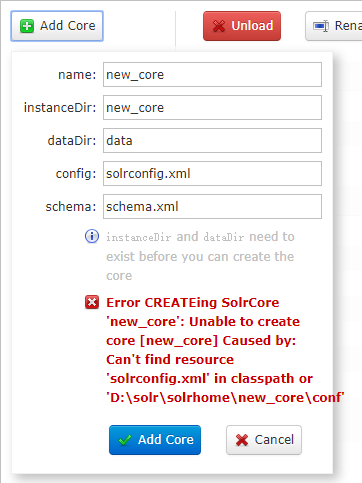 Add Core
Unload
Rena
name: new_core
instanceDir: new_core
dataDir: data
config: solrconfig.xml
schema: schema.xml
instanceDir and dataDir need to
exist before you can create the
core
Error CREATEing SolrCore
'new_core': Unable to create
core [new_core] Caused by:
Can't find resource
'solrconfig.xml' in classpath or
'D:\solr\solrhome\new_core\conf'
Add Core
Cancel